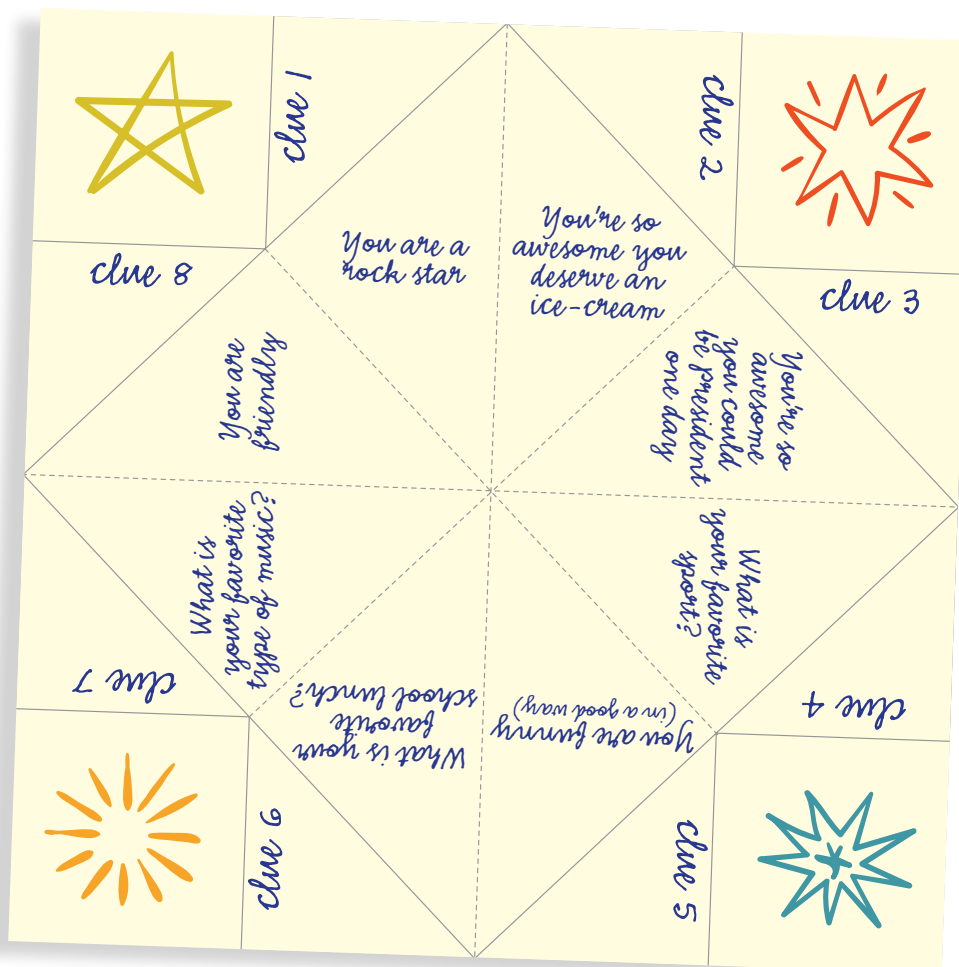 clue 1
clue 2
clue 8
clue 3
You are a
rock star
You're so
awesome you
deserve an
ice-cream
You are
friendly
You're so
awesome
you could
be president
one day
What is
your favorite
type of music?
What is
your favorite
sport?
What is your
favorite
school lunch?
You are funny
(in a good way)
clue 7
clue 4
clue 6
clue 5